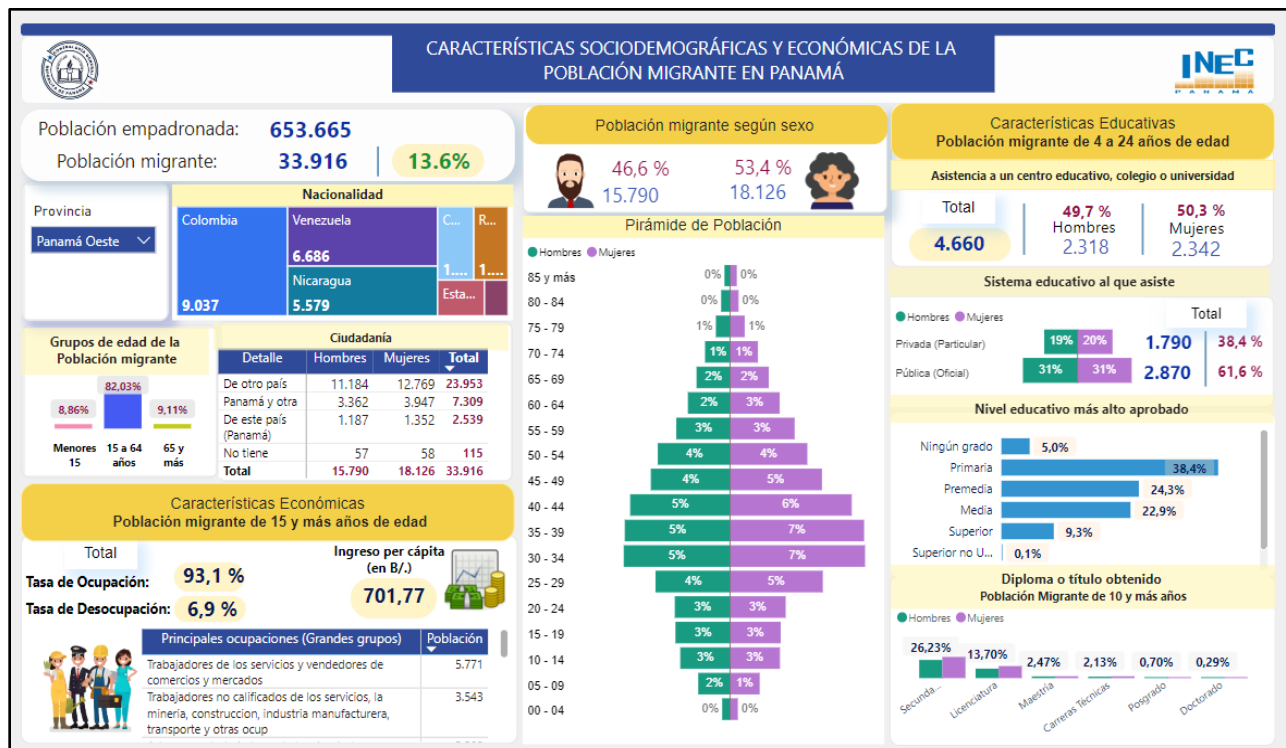 CARACTERÍSTICAS SOCIODEMOGRÁFICAS Y ECONÓMICAS DE LA
POBLACIÓN MIGRANTE EN PANAMÁ
INEC
PANAMÁ
Población empadronada: 653.665
Población migrante: 33.916 13.6%
Provincia
Panamá Oeste
Nacionalidad
Colombia
9.037
Venezuela
6.686
Nicaragua
5.579
C...
1....
R...
1....
Esta...
Grupos de edad de la
Población migrante
8,86% 82,03% 9,11%
Menores 15 15 a 64 años 65 y más
Ciudadanía
Detalle Hombres Mujeres Total
De otro país 11.184 12.769 23.953
Panamá y otra 3.362 3.947 7.309
De este país (Panamá) 1.187 1.352 2.539
No tiene 57 58 115
Total 15.790 18.126 33.916
Características Económicas
Población migrante de 15 y más años de edad
Total
Tasa de Ocupación: 93,1 %
Tasa de Desocupación: 6,9 %
Ingreso per cápita
(en B/.)
701,77
Principales ocupaciones (Grandes grupos) Población
Trabajadores de los servicios y vendedores de 5.771
comercios y mercados
Trabajadores no calificados de los servicios, la 3.543
mineria, construccion, industria manufacturera,
transporte y otras ocup
Población migrante según sexo
46,6 % 53,4 %
15.790 18.126
Pirámide de Población
Hombres Mujeres
85 y más 0% 0%
80 - 84 0% 0%
75 - 79 1% 1%
70 - 74 1% 1%
65 - 69 2% 2%
60 - 64 2% 3%
55 - 59 3% 3%
50 - 54 4% 4%
45 - 49 4% 5%
40 - 44 5% 6%
35 - 39 5% 7%
30 - 34 5% 7%
25 - 29 4% 5%
20 - 24 3% 3%
15 - 19 3% 3%
10 - 14 3% 3%
05 - 09 2% 1%
00 - 04 0% 0%
Características Educativas
Población migrante de 4 a 24 años de edad
Asistencia a un centro educativo, colegio o universidad
Total 49,7 % 50,3 %
Hombres Mujeres
4.660 2.318 2.342
Sistema educativo al que asiste
Hombres Mujeres Total
Privada (Particular) 19% 20% 1.790 38,4 %
Pública (Oficial) 31% 31% 2.870 61,6 %
Nivel educativo más alto aprobado
Ningún grado 5,0%
Primaria 38,4%
Premedia 24,3%
Media 22,9%
Superior 9,3%
Superior no U... 0,1%
Diploma o título obtenido
Población Migrante de 10 y más años
Hombres Mujeres
26,23% 13,70% 2,47% 2,13% 0,70% 0,29%
Secunda... Licenciatura Maestría Carreras Técnicas Posgrado Doctorado